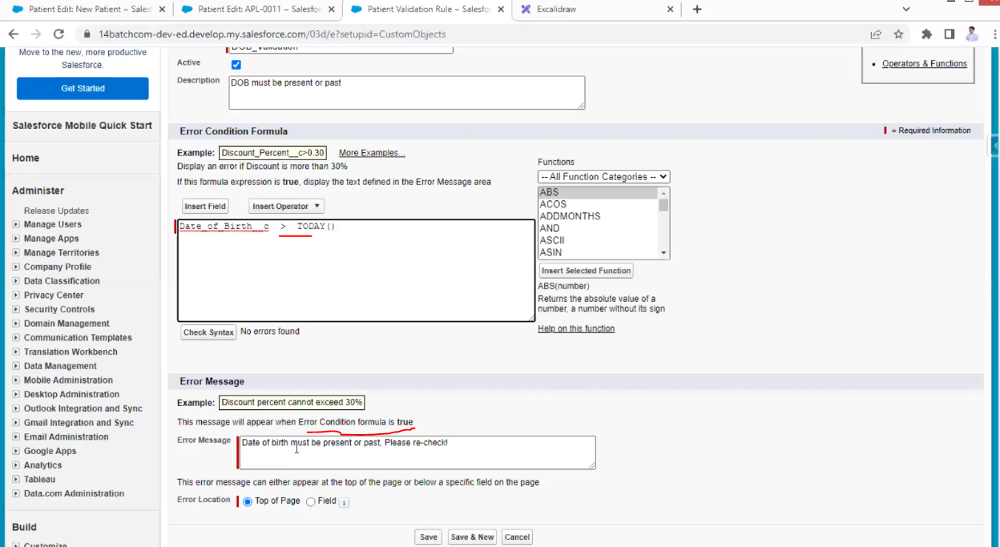 Patient Edit: New Patient ~ Sales
Patient Edit: APL-0011 ~ Salesfo
Patient Validation Rule ~ Salesfo
Excalidraw
14batchcom-dev-ed.develop.my.salesforce.com/03d/e?setupid=CustomObjects
Move to the new, more productive
Salesforce.
Get Started
Salesforce Mobile Quick Start
Home
Administer
Release Updates
Manage Users
Manage Apps
Manage Territories
Company Profile
Data Classification
Privacy Center
Security Controls
Domain Management
Communication Templates
Translation Workbench
Data Management
Mobile Administration
Desktop Administration
Outlook Integration and Sync
Gmail Integration and Sync
Email Administration
Google Apps
Analytics
Tableau
Data.com Administration
Build
Customize
DOB_Validation
Active
Description
DOB must be present or past
Operators & Functions
Error Condition Formula
= Required Information
Example: Discount_Percent__c>0.30 More Examples...
Display an error if Discount is more than 30%
If this formula expression is true, display the text defined in the Error Message area
Insert Field
Insert Operator
Date_of_Birth__c > TODAY()
Functions
-- All Function Categories --
ABS
ACOS
ADDMONTHS
AND
ASCII
ASIN
Insert Selected Function
ABS(number)
Returns the absolute value of a
number, a number without its sign
Help on this function
Check Syntax No errors found
Error Message
Example: Discount percent cannot exceed 30%
This message will appear when Error Condition formula is true
Error Message
Date of birth must be present or past, Please re-check!
This error message can either appear at the top of the page or below a specific field on the page
Error Location
Top of Page
Field
i
Save
Save & New
Cancel